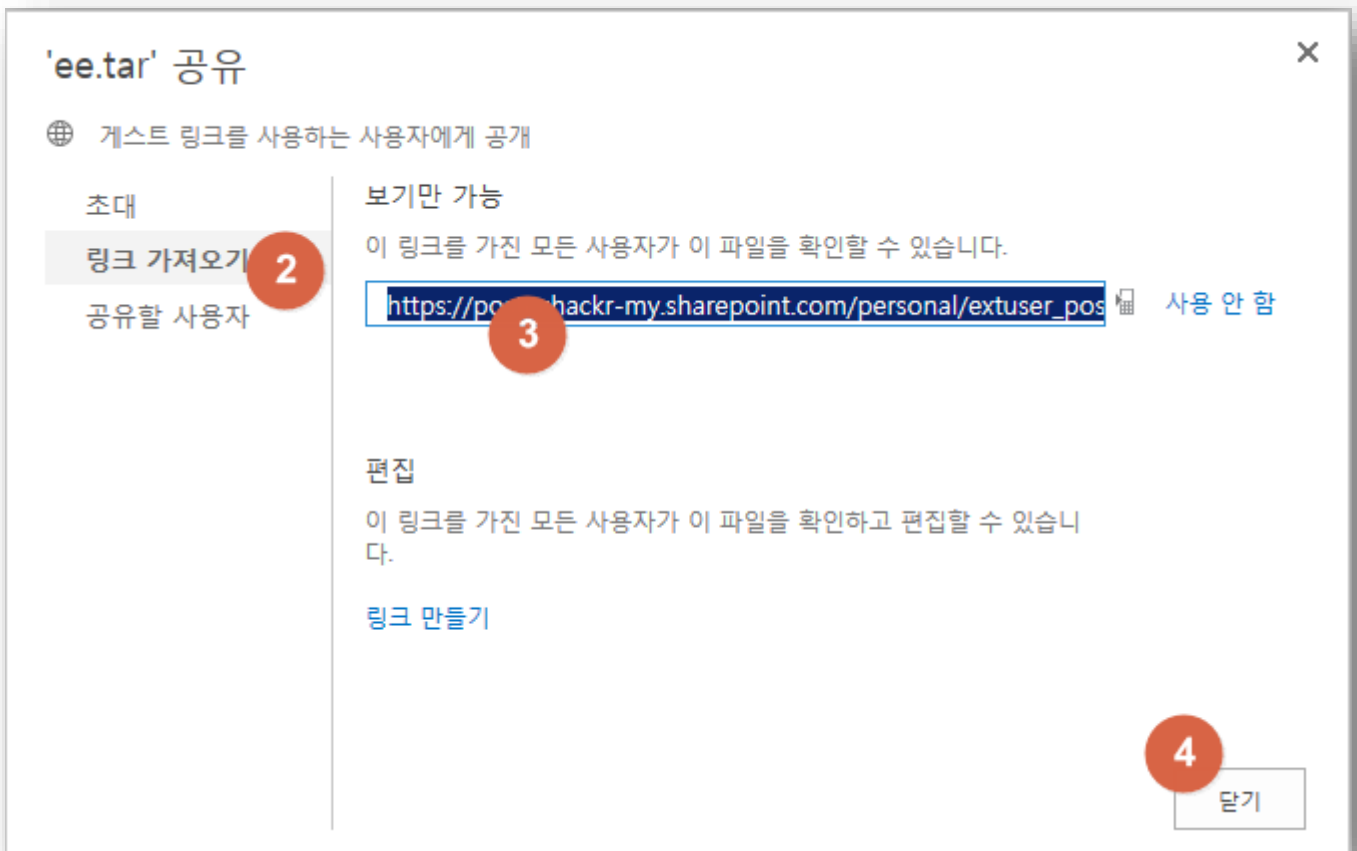 'ee.tar' 공유
게스트 링크를 사용하는 사용자에게 공개
초대
링크 가져오기
2
공유할 사용자
보기만 가능
이 링크를 가진 모든 사용자가 이 파일을 확인할 수 있습니다.
https://po hackr-my.sharepoint.com/personal/extuser_pos
사용 안 함
3
편집
이 링크를 가진 모든 사용자가 이 파일을 확인하고 편집할 수 있습니
다.
링크 만들기
4
닫기